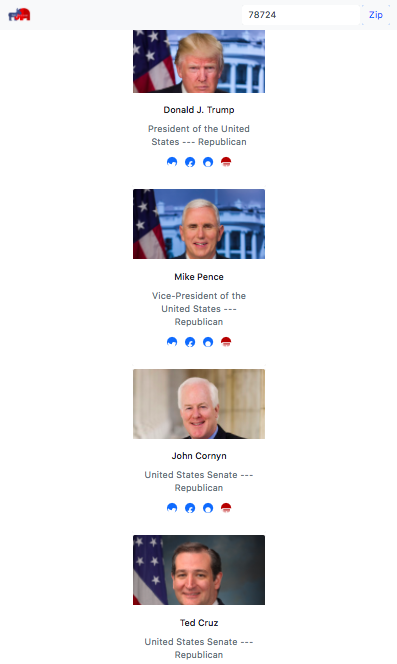 78724 Zip
Donald J. Trump
President of the United
States --- Republican
Mike Pence
Vice-President of the
United States ---
Republican
John Cornyn
United States Senate ---
Republican
Ted Cruz
United States Senate ---
Republican